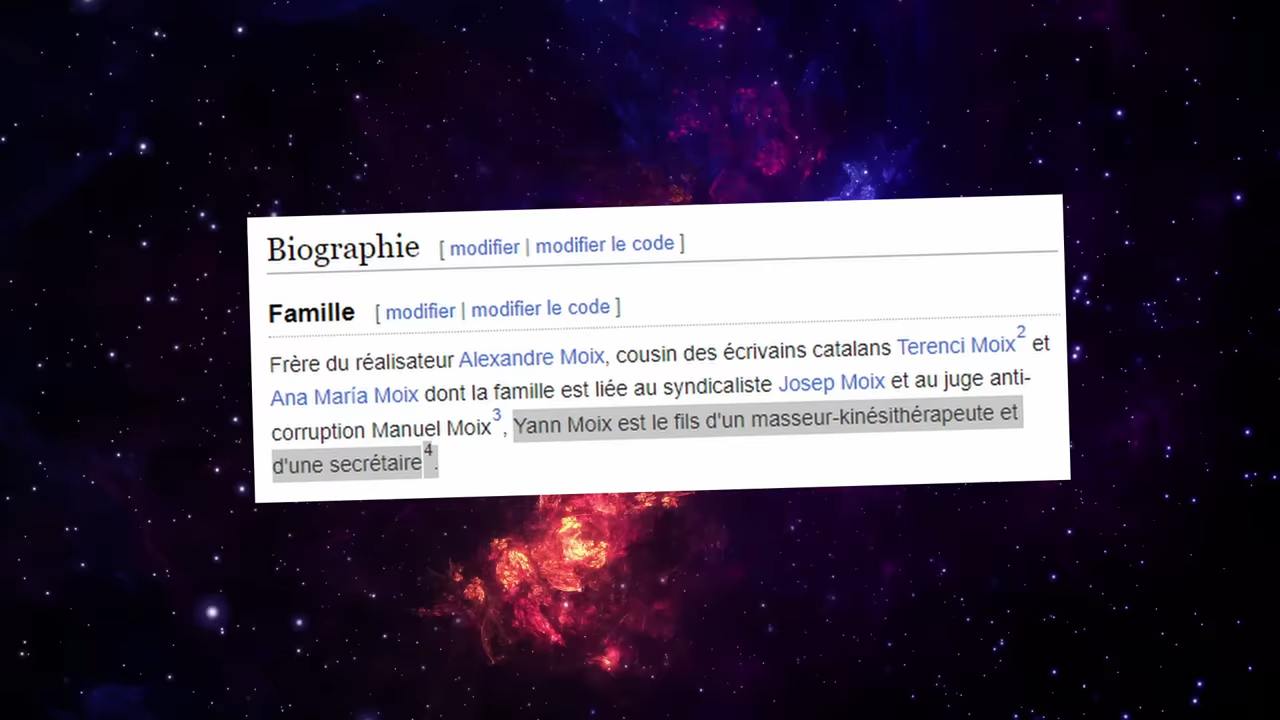 Biographie [ modifier | modifier le code ]
Famille [ modifier | modifier le code ]
Frère du réalisateur Alexandre Moix, cousin des écrivains catalans Terenci Moix2 et
Ana María Moix dont la famille est liée au syndicaliste Josep Moix et au juge anti-
corruption Manuel Moix3, Yann Moix est le fils d'un masseur-kinésithérapeute et
d'une secrétaire4.